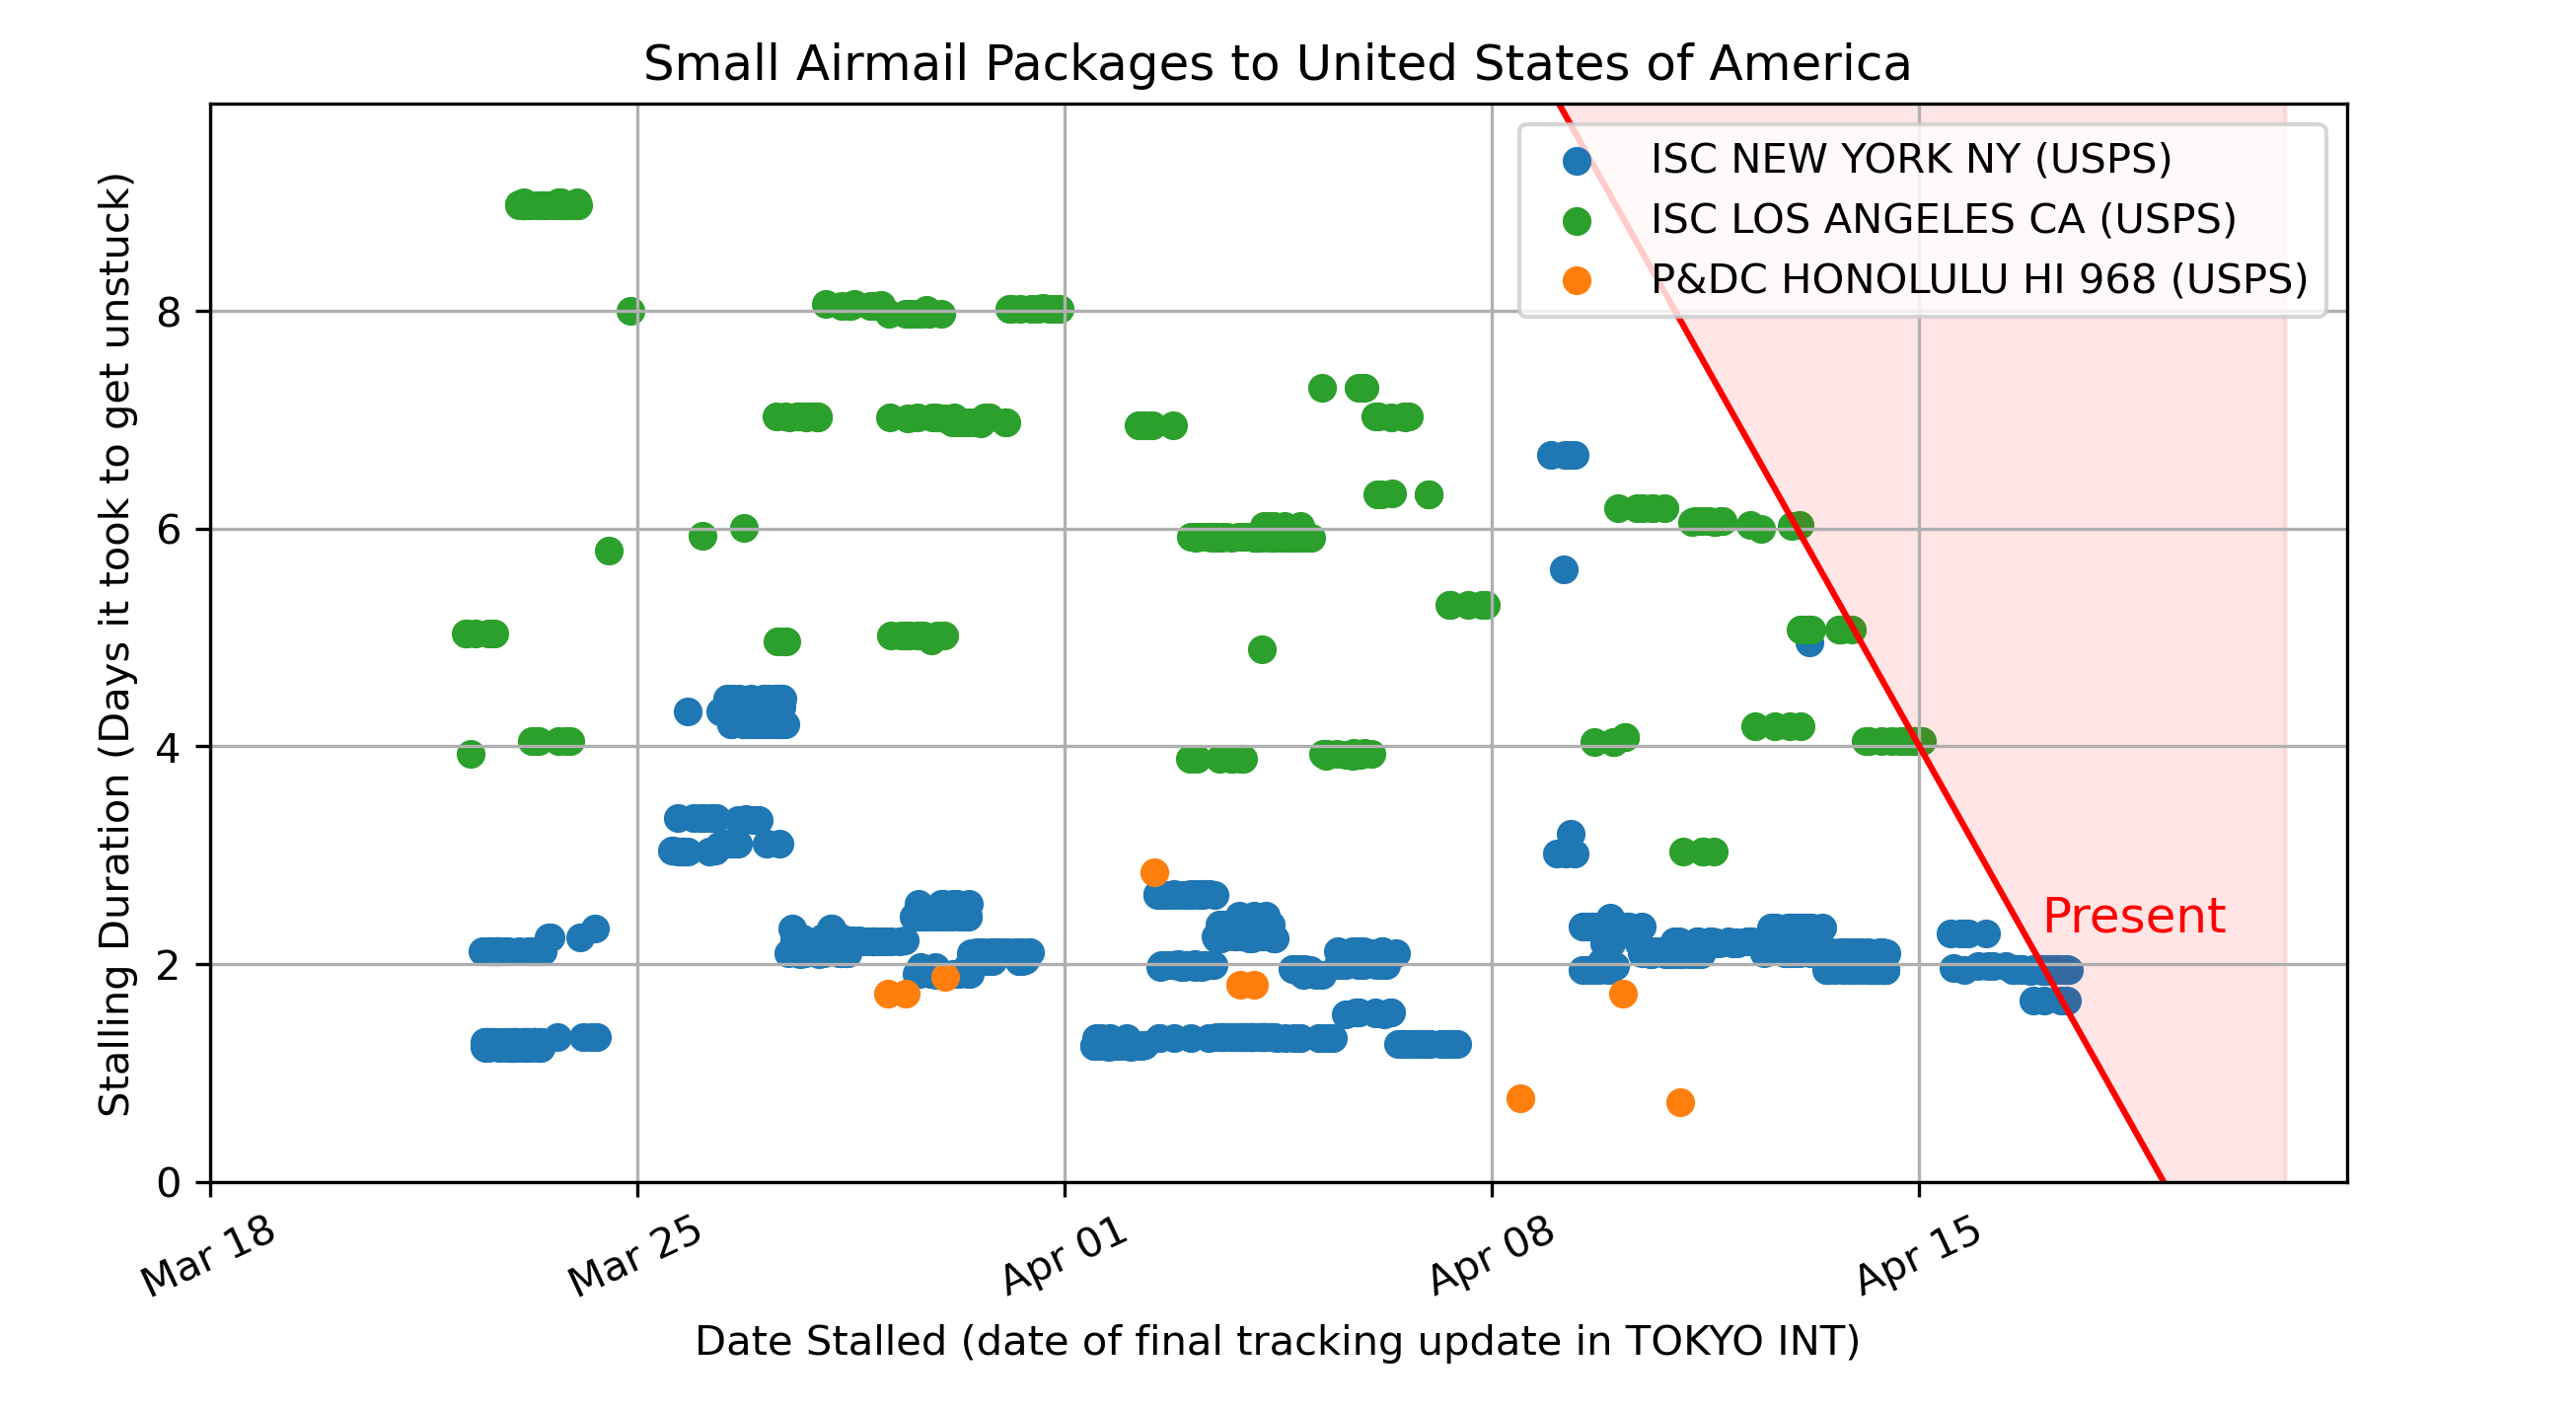 Small Airmail Packages to United States of America
Stalling Duration (Days it took to get unstuck)
8
6
4
2
0
ISC NEW YORK NY (USPS)
ISC LOS ANGELES CA (USPS)
P&DC HONOLULU HI 968 (USPS)
Present
Mar 18
Mar 25
Apr 01
Apr 08
Apr 15
Date Stalled (date of final tracking update in TOKYO INT)